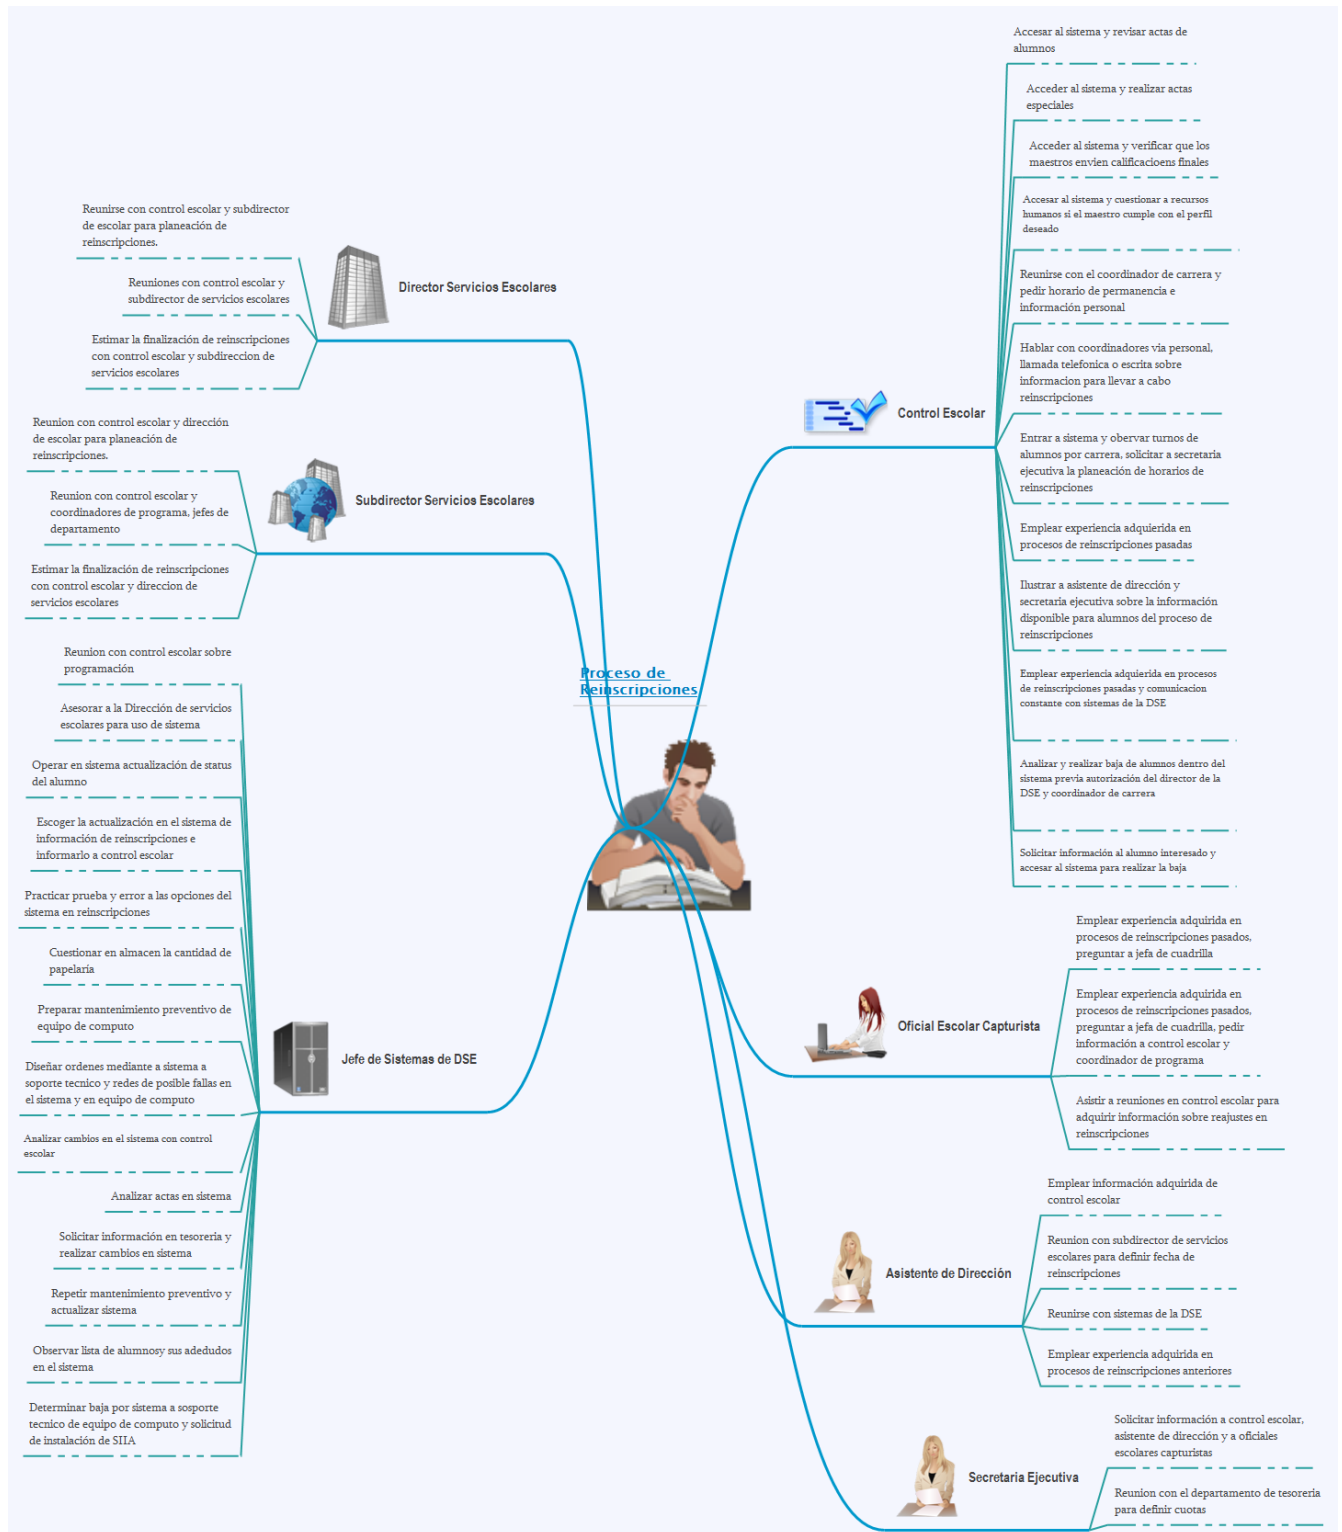 Proceso de
Reinscripciones
Director Servicios Escolares
Reunirse con control escolar y subdirector
de escolar para planeación de
reinscripciones.
Reuniones con control escolar y
subdirector de servicios escolares
Estimar la finalización de reinscripciones
con control escolar y subdireccion de
servicios escolares
Subdirector Servicios Escolares
Reunion con control escolar y dirección
de escolar para planeación de
reinscripciones.
Reunion con control escolar y
coordinadores de programa, jefes de
departamento
Estimar la finalización de reinscripciones
con control escolar y direccion de
servicios escolares
Jefe de Sistemas de DSE
Reunion con control escolar sobre
programación
Asesorar a la Dirección de servicios
escolares para uso de sistema
Operar en sistema actualización de status
del alumno
Escoger la actualización en el sistema de
información de reinscripciones e
informarlo a control escolar
Practicar prueba y error a las opciones del
sistema en reinscripciones
Cuestionar en almacen la cantidad de
papelaría
Preparar mantenimiento preventivo de
equipo de computo
Diseñar ordenes mediante a sistema a
soporte tecnico y redes de posible fallas en
el sistema y en equipo de computo
Analizar cambios en el sistema con control
escolar
Analizar actas en sistema
Solicitar información en tesoreria y
realizar cambios en sistema
Repetir mantenimiento preventivo y
actualizar sistema
Observar lista de alumnosy sus adedudos
en el sistema
Determinar baja por sistema a sosporte
tecnico de equipo de computo y solicitud
de instalación de SIIA
Control Escolar
Accesar al sistema y revisar actas de
alumnos
Acceder al sistema y realizar actas
especiales
Acceder al sistema y verificar que los
maestros envien calificacioens finales
Accesar al sistema y cuestionar a recursos
humanos si el maestro cumple con el perfil
deseado
Reunirse con el coordinador de carrera y
pedir horario de permanencia e
información personal
Hablar con coordinadores via personal,
llamada telefonica o escrita sobre
informacion para llevar a cabo
reinscripciones
Entrar a sistema y obervar turnos de
alumnos por carrera, solicitar a secretaria
ejecutiva la planeación de horarios de
reinscripciones
Emplear experiencia adquierida en
procesos de reinscripciones pasadas
Ilustrar a asistente de dirección y
secretaria ejecutiva sobre la información
disponible para alumnos del proceso de
reinscripciones
Emplear experiencia adquierida en procesos
de reinscripciones pasadas y comunicacion
constante con sistemas de la DSE
Analizar y realizar baja de alumnos dentro del
sistema previa autorización del director de la
DSE y coordinador de carrera
Solicitar información al alumno interesado y
accesar al sistema para realizar la baja
Oficial Escolar Capturista
Emplear experiencia adquirida en
procesos de reinscripciones pasados,
preguntar a jefa de cuadrilla
Emplear experiencia adquirida en
procesos de reinscripciones pasados,
preguntar a jefa de cuadrilla, pedir
información a control escolar y
coordinador de programa
Asistir a reuniones en control escolar para
adquirir información sobre reajustes en
reinscripciones
Asistente de Dirección
Emplear información adquirida de
control escolar
Reunion con subdirector de servicios
escolares para definir fecha de
reinscripciones
Reunirse con sistemas de la DSE
Emplear experiencia adquirida en
procesos de reinscripciones anteriores
Secretaria Ejecutiva
Solicitar información a control escolar,
asistente de dirección y a oficiales
escolares capturistas
Reunion con el departamento de tesoreria
para definir cuotas